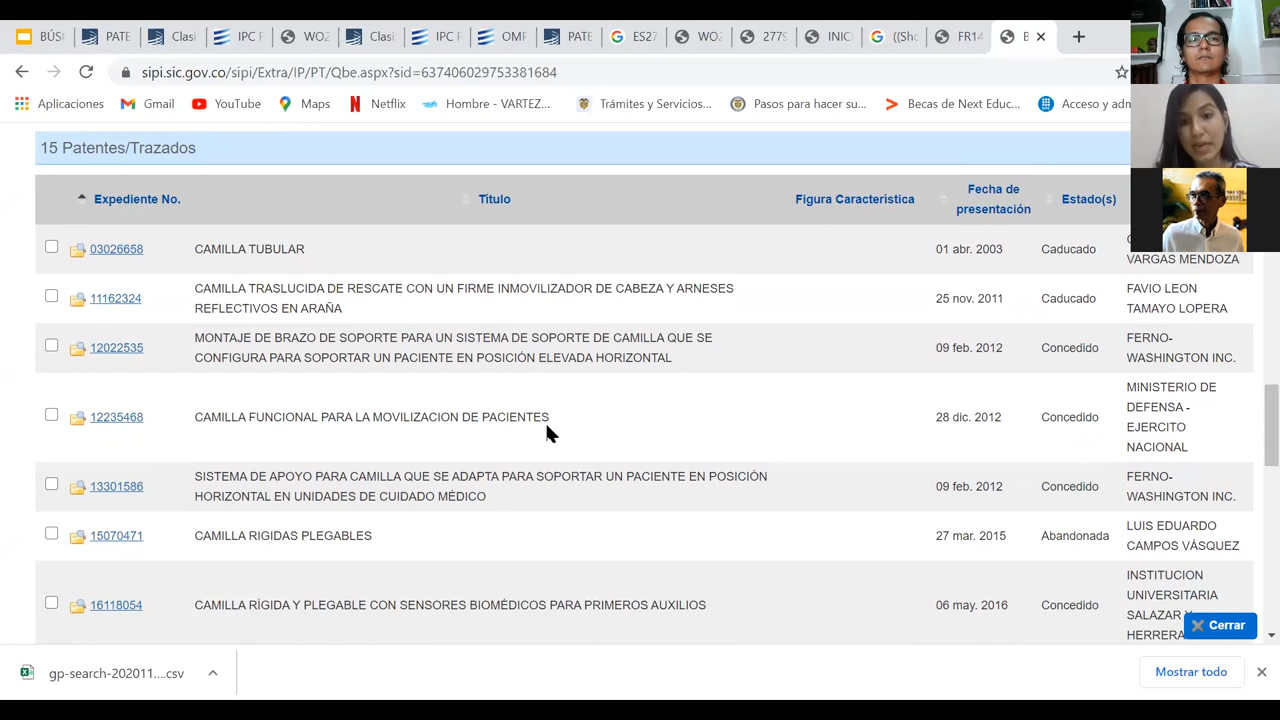 BÚS
PATE
Clasi
IPC F
WO2
Clasi
IPC F
OMF
PATE
ES27
WO2
2779
INIC
((Sho
FR14
E
sipi.sic.gov.co/sipi/Extra/IP/PT/Qbe.aspx?sid=637406029753381684
Aplicaciones
Gmail
YouTube
Maps
Netflix
Hombre - VARTEZ...
Trámites y Servicios...
Pasos para hacer su...
Becas de Next Educ...
Acceso y adm
15 Patentes/Trazados
Expediente No.
Título
Figura Característica
Fecha de
presentación
Estado(s)
03026658
CAMILLA TUBULAR
01 abr. 2003
Caducado
VARGAS MENDOZA
11162324
CAMILLA TRASLUCIDA DE RESCATE CON UN FIRME INMOVILIZADOR DE CABEZA Y ARNESES
REFLECTIVOS EN ARAÑA
25 nov. 2011
Caducado
FAVIO LEON
TAMAYO LOPERA
12022535
MONTAJE DE BRAZO DE SOPORTE PARA UN SISTEMA DE SOPORTE DE CAMILLA QUE SE
CONFIGURA PARA SOPORTAR UN PACIENTE EN POSICIÓN ELEVADA HORIZONTAL
09 feb. 2012
Concedido
FERNO-
WASHINGTON INC.
12235468
CAMILLA FUNCIONAL PARA LA MOVILIZACION DE PACIENTES
28 dic. 2012
Concedido
MINISTERIO DE
DEFENSA -
EJERCITO
NACIONAL
13301586
SISTEMA DE APOYO PARA CAMILLA QUE SE ADAPTA PARA SOPORTAR UN PACIENTE EN POSICIÓN
HORIZONTAL EN UNIDADES DE CUIDADO MÉDICO
09 feb. 2012
Concedido
FERNO-
WASHINGTON INC.
15070471
CAMILLA RIGIDAS PLEGABLES
27 mar. 2015
Abandonada
LUIS EDUARDO
CAMPOS VÁSQUEZ
16118054
CAMILLA RÍGIDA Y PLEGABLE CON SENSORES BIOMÉDICOS PARA PRIMEROS AUXILIOS
06 may. 2016
Concedido
INSTITUCION
UNIVERSITARIA
SALAZAR Y
HERRERA
Cerrar
gp-search-202011....csv
Mostrar todo